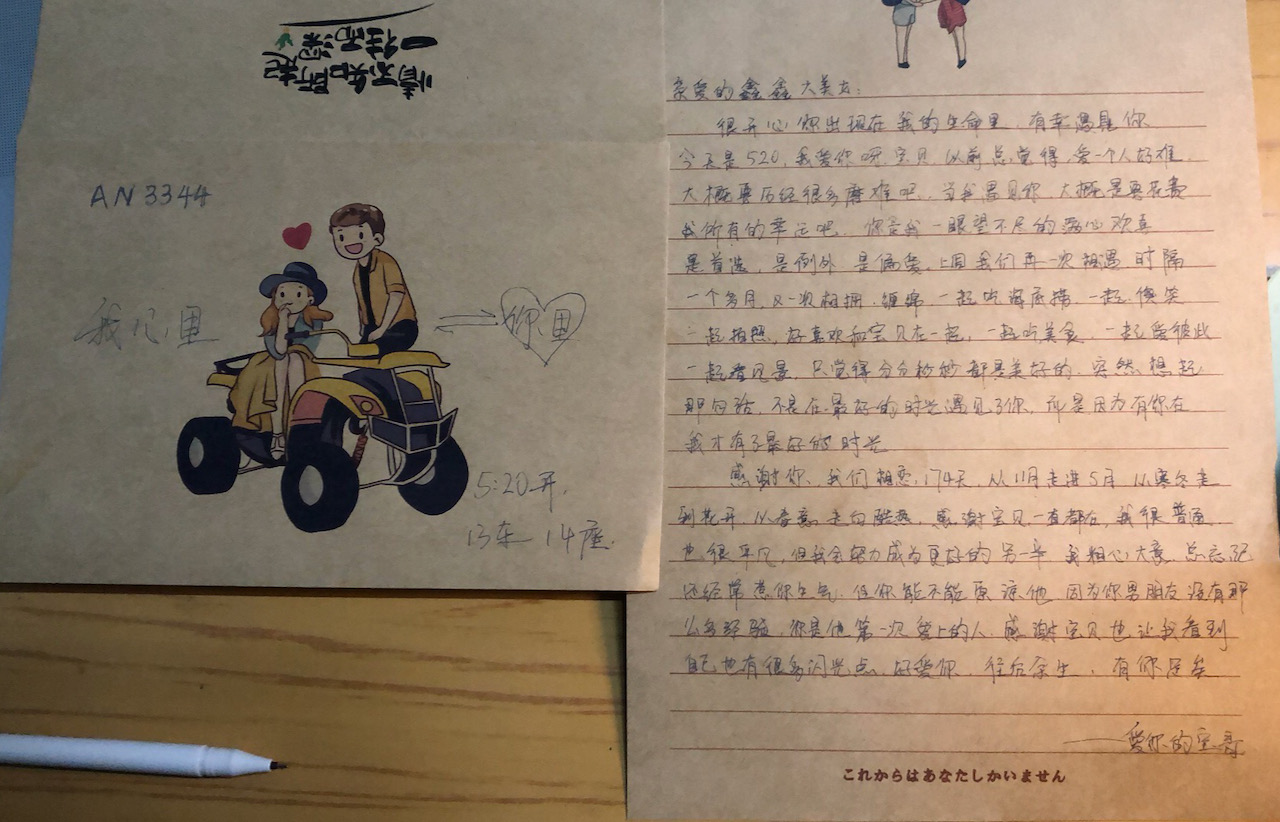 情不知所起
一往而深
AN 3344
我心里
你心里
5:20开.
13车 14座.
亲爱的鑫鑫大美女:
很开心你出现在我的生命里,有幸遇见你
今天是520,我爱你呀宝贝,以前总觉得,爱一个人好难,
大概要历经很多磨难吧,当我遇见你,大概是要花费
我所有的幸运吧,你是我一眼望不尽的满心欢喜
是首选,是例外,是偏爱,上周我们再一次相遇,时隔
一个多月,又一次相拥,缠绵,一起吃海底捞,一起微笑
一起拍照,好喜欢和宝贝在一起,一起吃美食,一起爱彼此
一起看风景,只觉得分分秒秒都是美好的,突然想起
那句话,不是在最好的时光遇见了你,而是因为有你在
我才有了最好的时光
感谢你,我们相恋,174天,从11月走进5月,从寒冬走
到花开,从春意走向酷热,感谢宝贝一直都在,我很普通
也很平凡,但我会努力成为更好的另一半,我粗心大意,总忘记
还经常惹你生气,但你能不能原谅他,因为你男朋友没有那
么多经验,你是他第一次爱上的人,感谢宝贝也让我看到
自己也有很多闪光点,好爱你,往后余生,有你足矣
——爱你的
これからはあなたしかいません